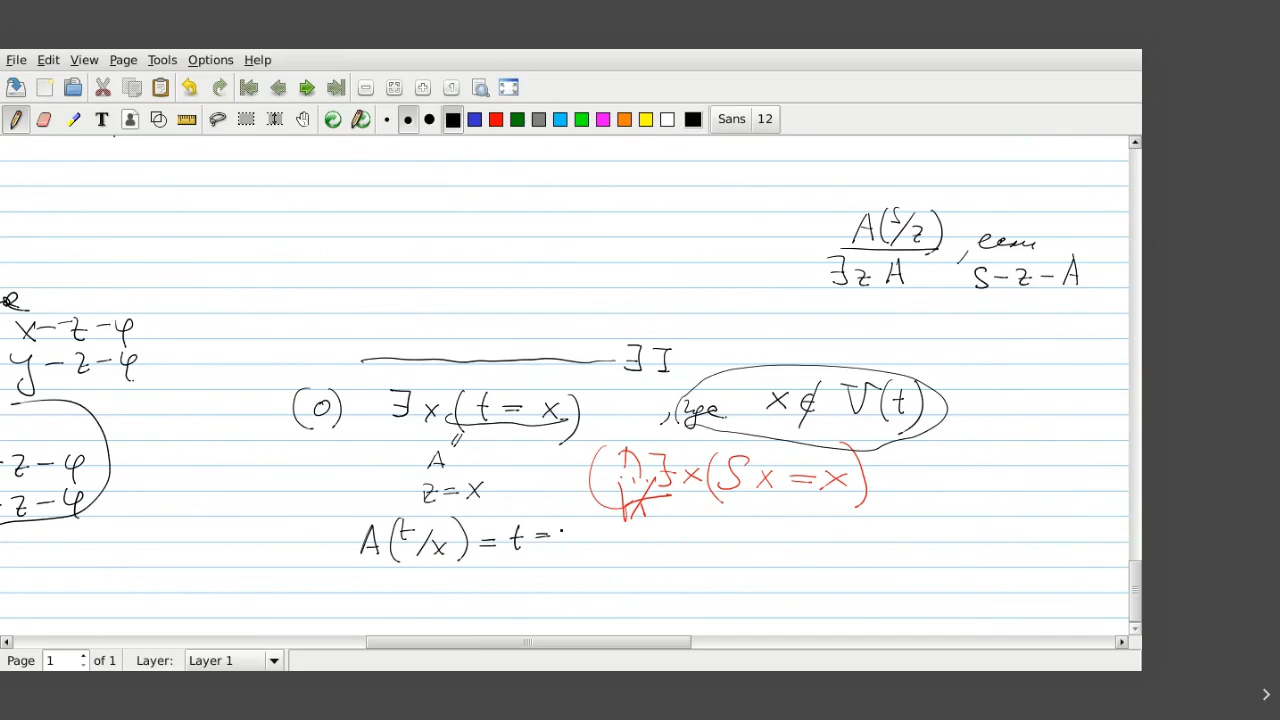 File Edit View Page Tools Options Help
Sans 12
A(s/z)
∃z A , если s-z-A
x-z-φ
y-z-φ
-z-φ
-z-φ
∃I
(0) ∃x(t = x) , где x∉V(t)
A
z=x
∃x(Sx=x)
A(t/x) = t =
Page 1 of 1 Layer: Layer 1